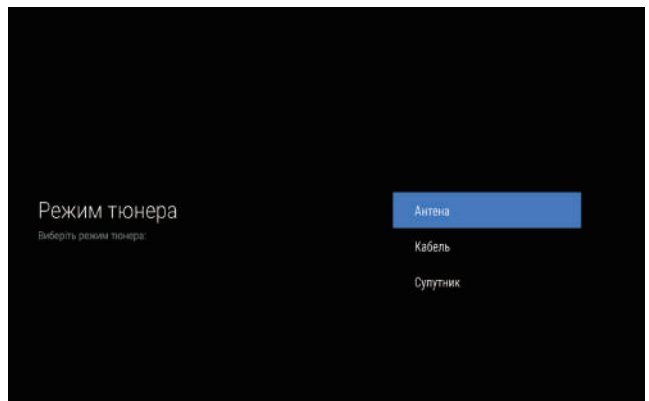 Режим тюнера
Виберіть режим тюнера:
Антена
Кабель
Супутник